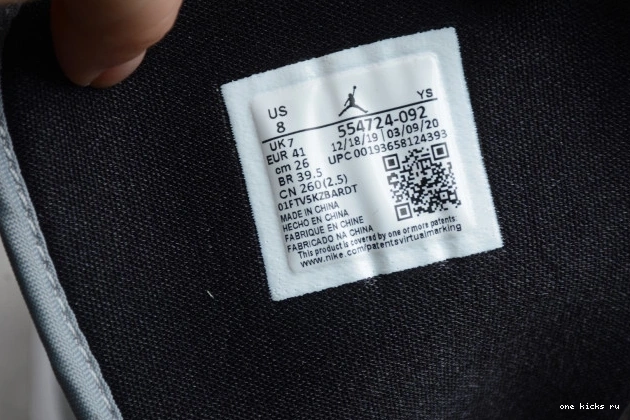 US YS
8
UK 7 554724-092
EUR 41 12/18/19 | 03/09/20
cm 26 UPC 00193658124393
BR 39.5
CN 260(2.5)
01FTV5KZBARDT
MADE IN CHINA
HECHO EN CHINA
FABRIQUE EN CHINE
FABRICADO NA CHINA
This product is covered by one or more patents:
www.nike.com/patentsvirtualmarking
one kicks ru